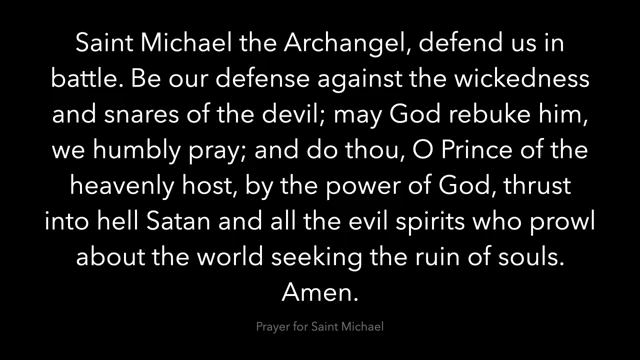 Saint Michael the Archangel, defend us in
battle. Be our defense against the wickedness
and snares of the devil; may God rebuke him,
we humbly pray; and do thou, O Prince of the
heavenly host, by the power of God, thrust
into hell Satan and all the evil spirits who prowl
about the world seeking the ruin of souls.
Amen.
Prayer for Saint Michael